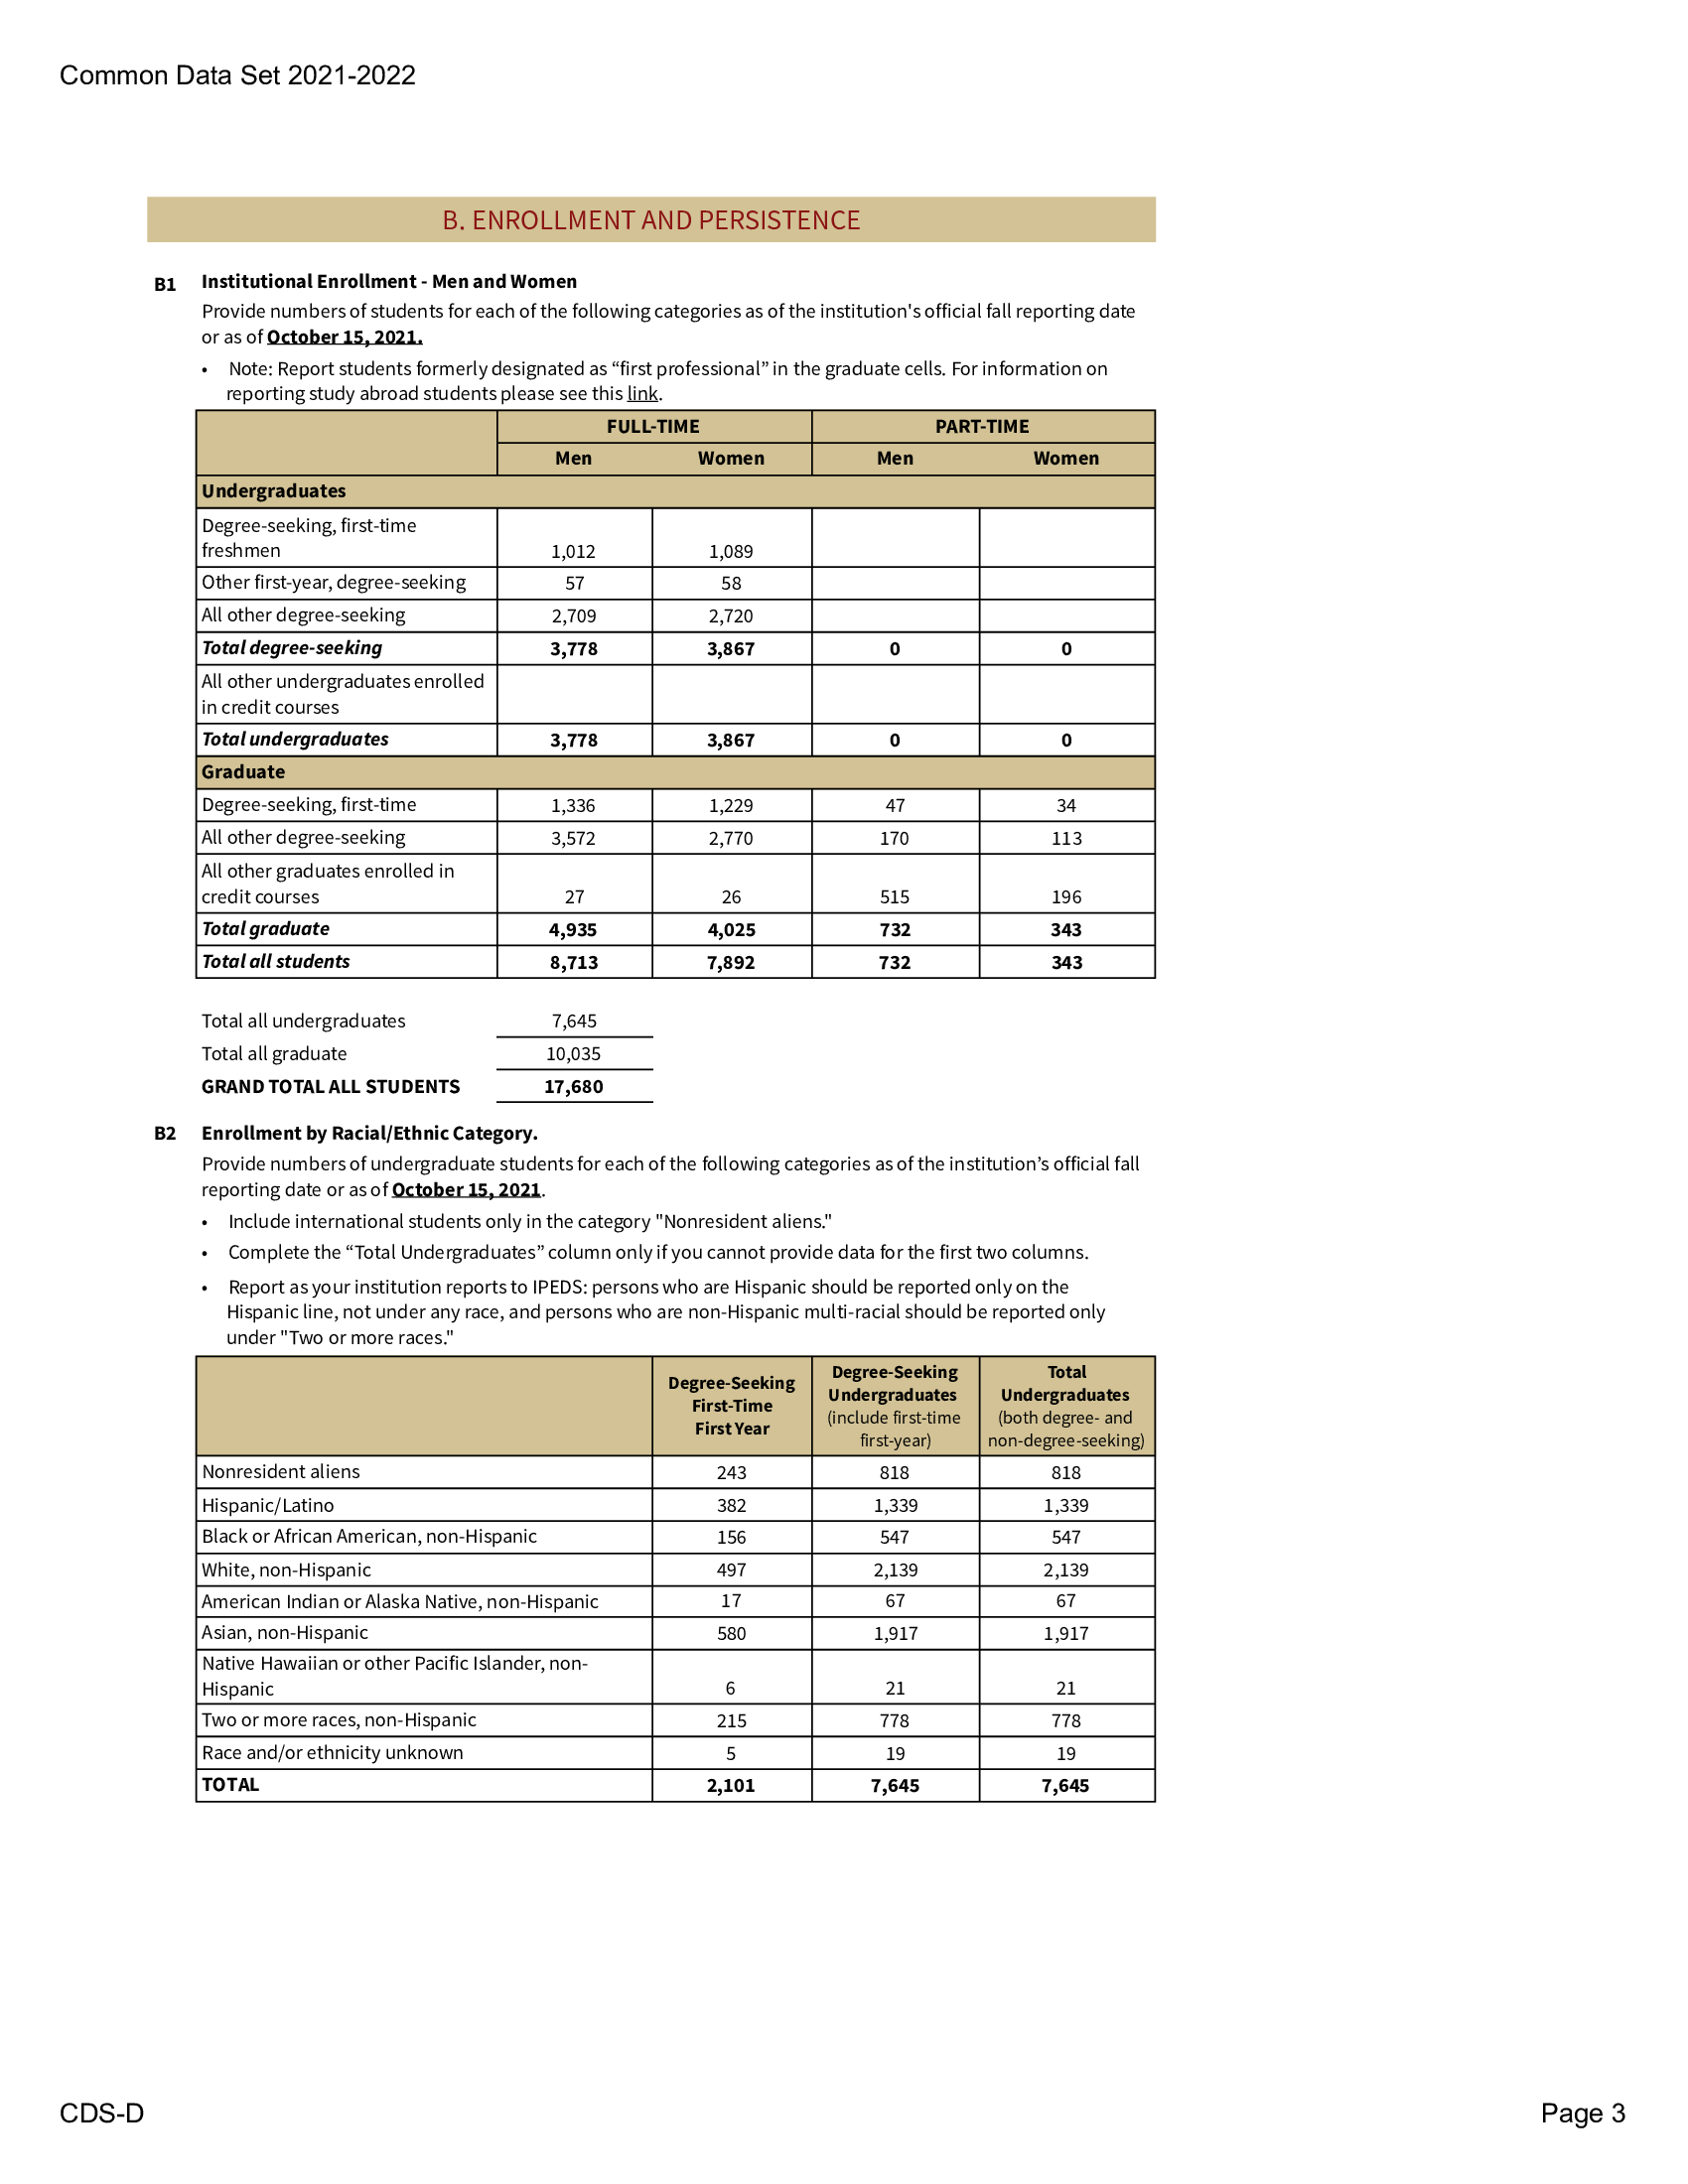 Common Data Set 2021-2022
B. ENROLLMENT AND PERSISTENCE
B1 Institutional Enrollment - Men and Women
Provide numbers of students for each of the following categories as of the institution's official fall reporting date
or as of October 15, 2021.
• Note: Report students formerly designated as “first professional” in the graduate cells. For information on
reporting study abroad students please see this link.
FULL-TIME PART-TIME
Men Women Men Women
Undergraduates
Degree-seeking, first-time
freshmen 1,012 1,089
Other first-year, degree-seeking 57 58
All other degree-seeking 2,709 2,720
Total degree-seeking 3,778 3,867 0 0
All other undergraduates enrolled
in credit courses
Total undergraduates 3,778 3,867 0 0
Graduate
Degree-seeking, first-time 1,336 1,229 47 34
All other degree-seeking 3,572 2,770 170 113
All other graduates enrolled in
credit courses 27 26 515 196
Total graduate 4,935 4,025 732 343
Total all students 8,713 7,892 732 343
Total all undergraduates 7,645
Total all graduate 10,035
GRAND TOTAL ALL STUDENTS 17,680
B2 Enrollment by Racial/Ethnic Category.
Provide numbers of undergraduate students for each of the following categories as of the institution’s official fall
reporting date or as of October 15, 2021.
• Include international students only in the category "Nonresident aliens."
• Complete the “Total Undergraduates” column only if you cannot provide data for the first two columns.
• Report as your institution reports to IPEDS: persons who are Hispanic should be reported only on the
Hispanic line, not under any race, and persons who are non-Hispanic multi-racial should be reported only
under "Two or more races."
Degree-Seeking
First-Time
First Year
Degree-Seeking
Undergraduates
(include first-time
first-year)
Total
Undergraduates
(both degree- and
non-degree-seeking)
Nonresident aliens 243 818 818
Hispanic/Latino 382 1,339 1,339
Black or African American, non-Hispanic 156 547 547
White, non-Hispanic 497 2,139 2,139
American Indian or Alaska Native, non-Hispanic 17 67 67
Asian, non-Hispanic 580 1,917 1,917
Native Hawaiian or other Pacific Islander, non-
Hispanic 6 21 21
Two or more races, non-Hispanic 215 778 778
Race and/or ethnicity unknown 5 19 19
TOTAL 2,101 7,645 7,645
CDS-D Page 3